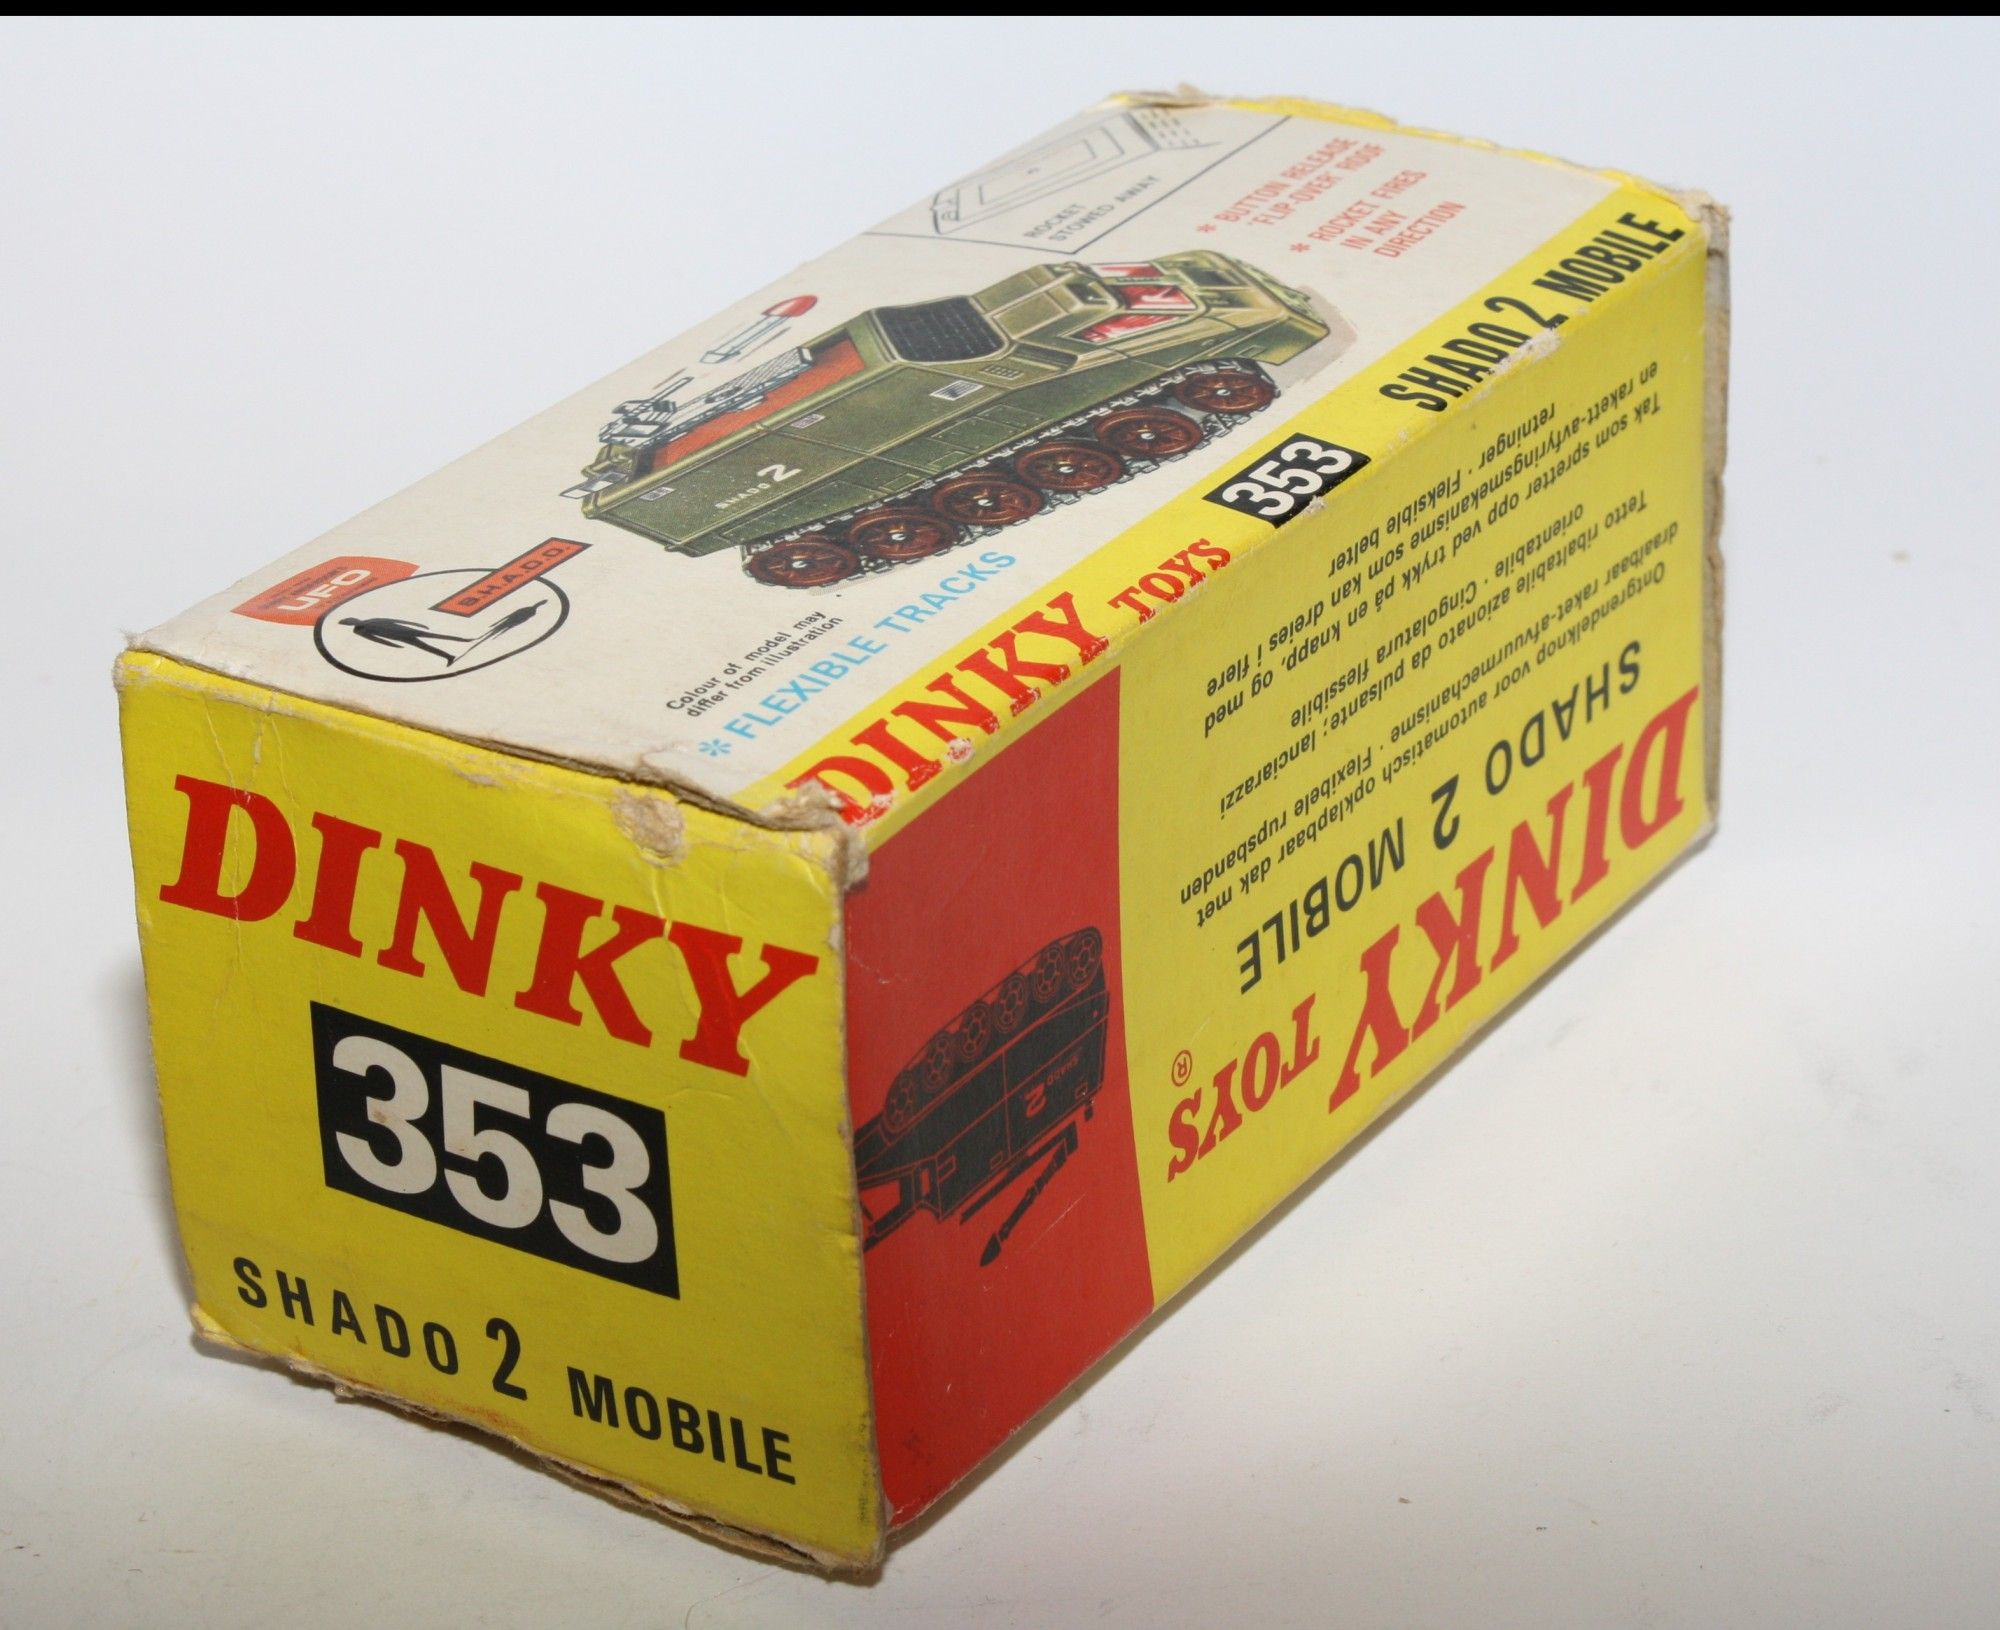 ROCKET
STOWED AWAY
* BUTTON RELEASE
'FLIP-OVER' ROOF
* ROCKET FIRES
IN ANY
DIRECTION
SHADO 2
UFO
S.H.A.D.O.
Colour of model may
differ from illustration
* FLEXIBLE TRACKS
DINKY TOYS 353 SHADO 2 MOBILE
DINKY
353
SHADO 2 MOBILE
DINKY TOYS ®
SHADO 2 MOBILE
Ontgrendelknop voor automatisch opklapbaar dak met
draaibaar raket-afvuurmechanisme · Flexibele rupsbanden
Tetto ribaltabile azionato da pulsante; lanciarazzi
orientabile · Cingolatura flessibile
Tak som spretter opp ved trykk på en knapp, og med
en rakett-avfyringsmekanisme som kan dreies i flere
retninger · Fleksible belter
SHADO 2